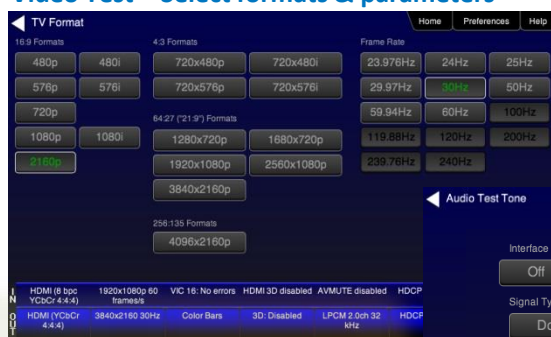 Video Test – Select formats & parameters
TV Format
Home Preferences Help
16:9 Formats 4:3 Formats Frame Rate
480p 480i 720x480p 720x480i 23.976Hz 24Hz 25Hz
576p 576i 720x576p 720x576i 29.97Hz 30Hz 50Hz
720p 59.94Hz 60Hz 100Hz
64:27 ("21:9") Formats
1080p 1080i 1280x720p 1680x720p 119.88Hz 120Hz 200Hz
2160p 1920x1080p 2560x1080p 239.76Hz 240Hz
3840x2160p
Audio Test Tone
256:135 Formats
4096x2160p
Interface
Off
IN HDMI (8 bpc YCbCr 4:4:4) 1920x1080p 60 frames/s VIC 16: No errors HDMI 3D disabled AVMUTE disabled HDCP
Signal Ty
OUT HDMI (YCbCr 4:4:4) 3840x2160 30Hz Color Bars 3D: Disabled LPCM 2.0ch 32 kHz HDCP